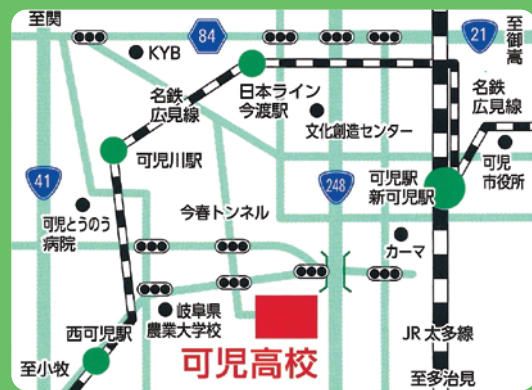 至関
KYB
84
21
至御嵩
名鉄
広見線
日本ライン
今渡駅
文化創造センター
名鉄
広見線
可児
市役所
可児川駅
41
248
可児駅
新可児駅
可児とうのう
病院
今春トンネル
カーマ
岐阜県
農業大学校
西可児駅
可児高校
JR太多線
至小牧
至多治見